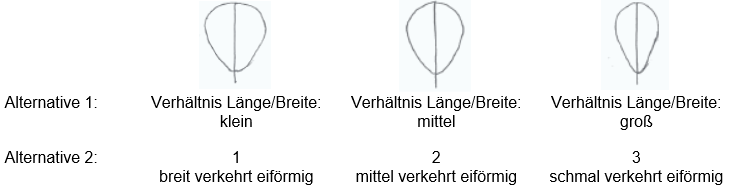 Alternative 1: Verhältnis Länge/Breite: Verhältnis Länge/Breite: Verhältnis Länge/Breite:
klein mittel groß
Alternative 2: 1 2 3
breit verkehrt eiförmig mittel verkehrt eiförmig schmal verkehrt eiförmig